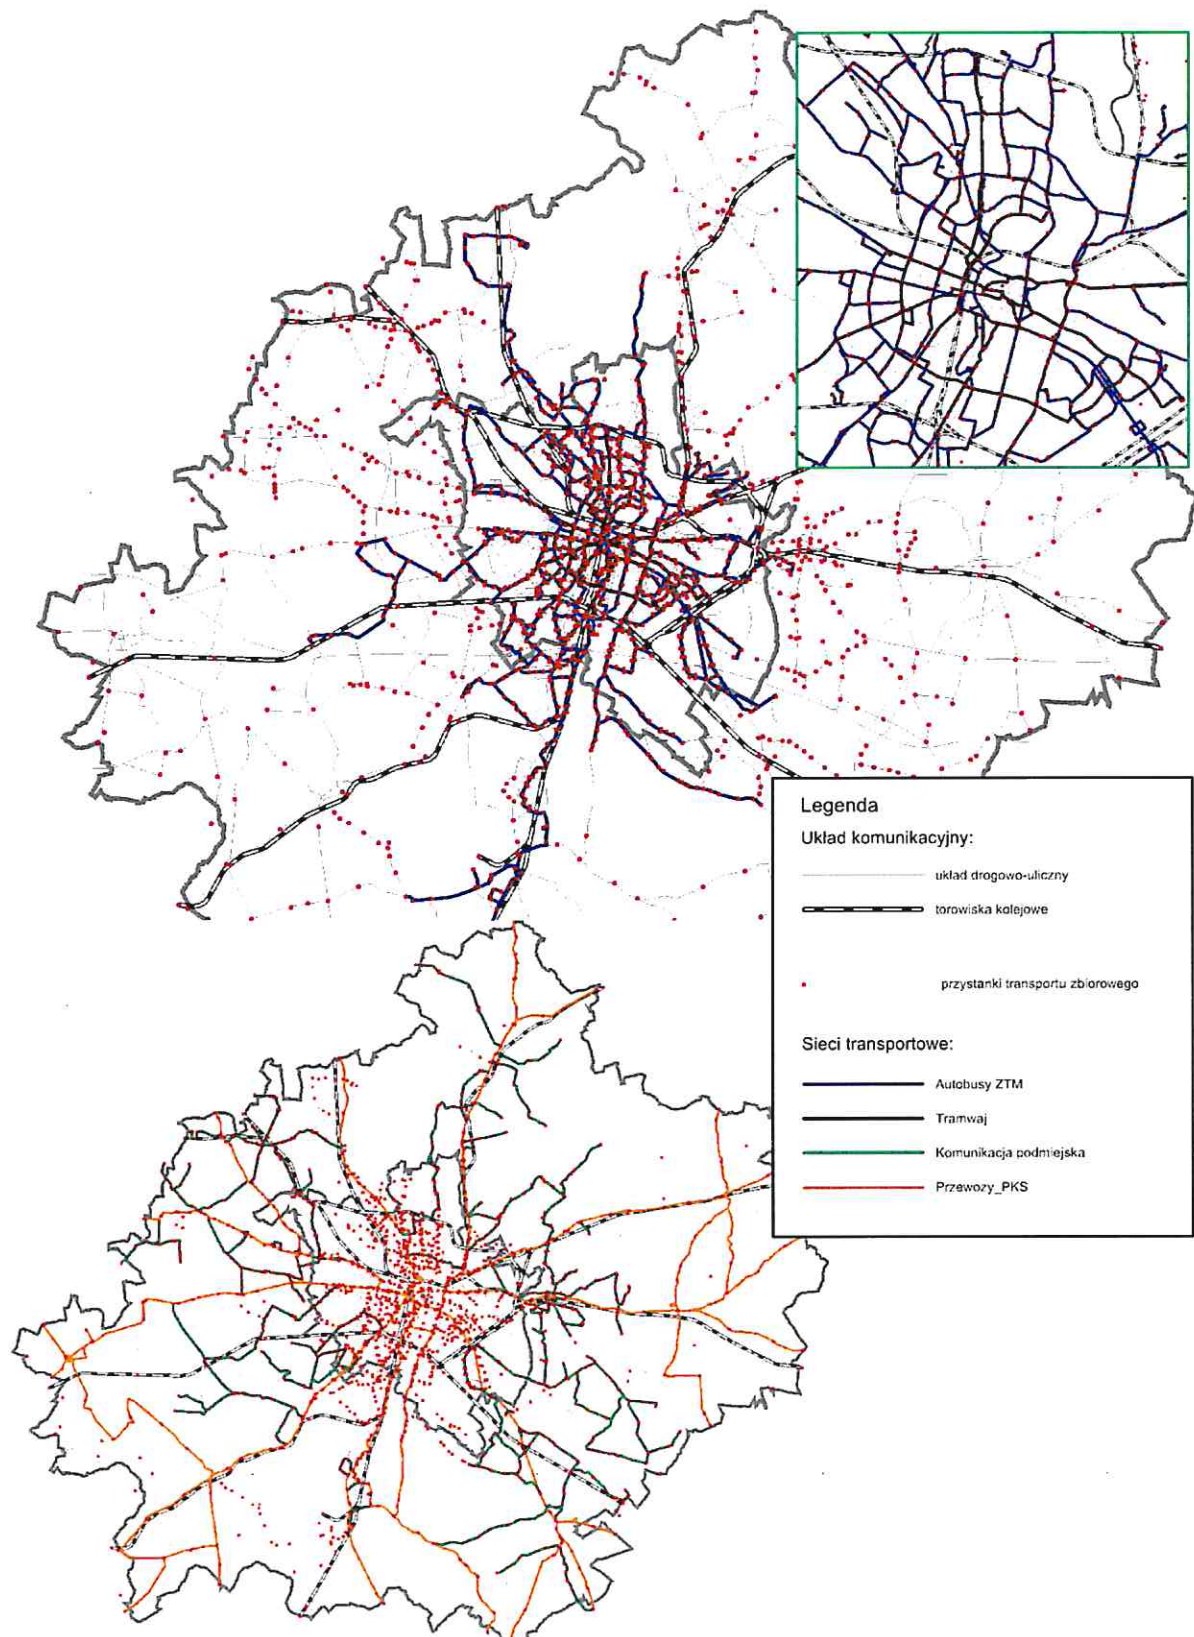 Legenda
Układ komunikacyjny:
układ drogowo-uliczny
torowiska kolejowe
przystanki transportu zbiorowego
Sieci transportowe:
Autobusy ZTM
Tramwaj
Komunikacja podmiejska
Przewozy_PKS